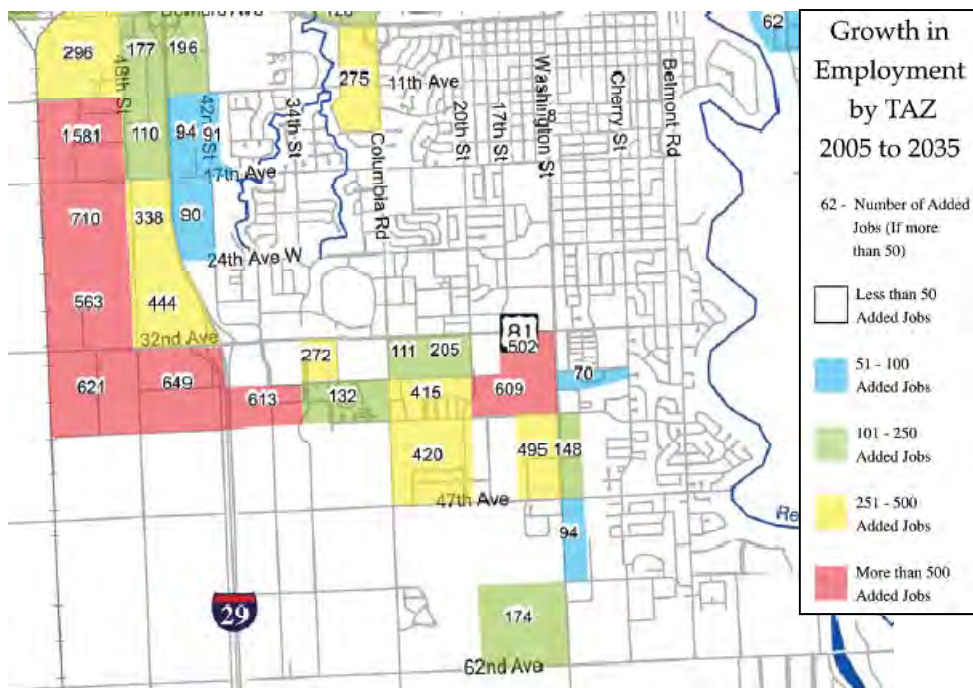 Growth in
Employment
by TAZ
2005 to 2035
62 - Number of Added
Jobs (If more
than 50)
Less than 50
Added Jobs
51 - 100
Added Jobs
101 - 250
Added Jobs
251 - 500
Added Jobs
More than 500
Added Jobs
62
296
177
196
48th St
275
11th Ave
Washington St
Cherry St
Belmont Rd
20th St
17th St
34th St
Columbia Rd
1581
110
94
91
17th Ave
710
338
90
24th Ave W
563
444
32nd Ave
81
502
272
111
205
70
621
649
613
132
415
609
420
495
148
47th Ave
94
29
174
62nd Ave